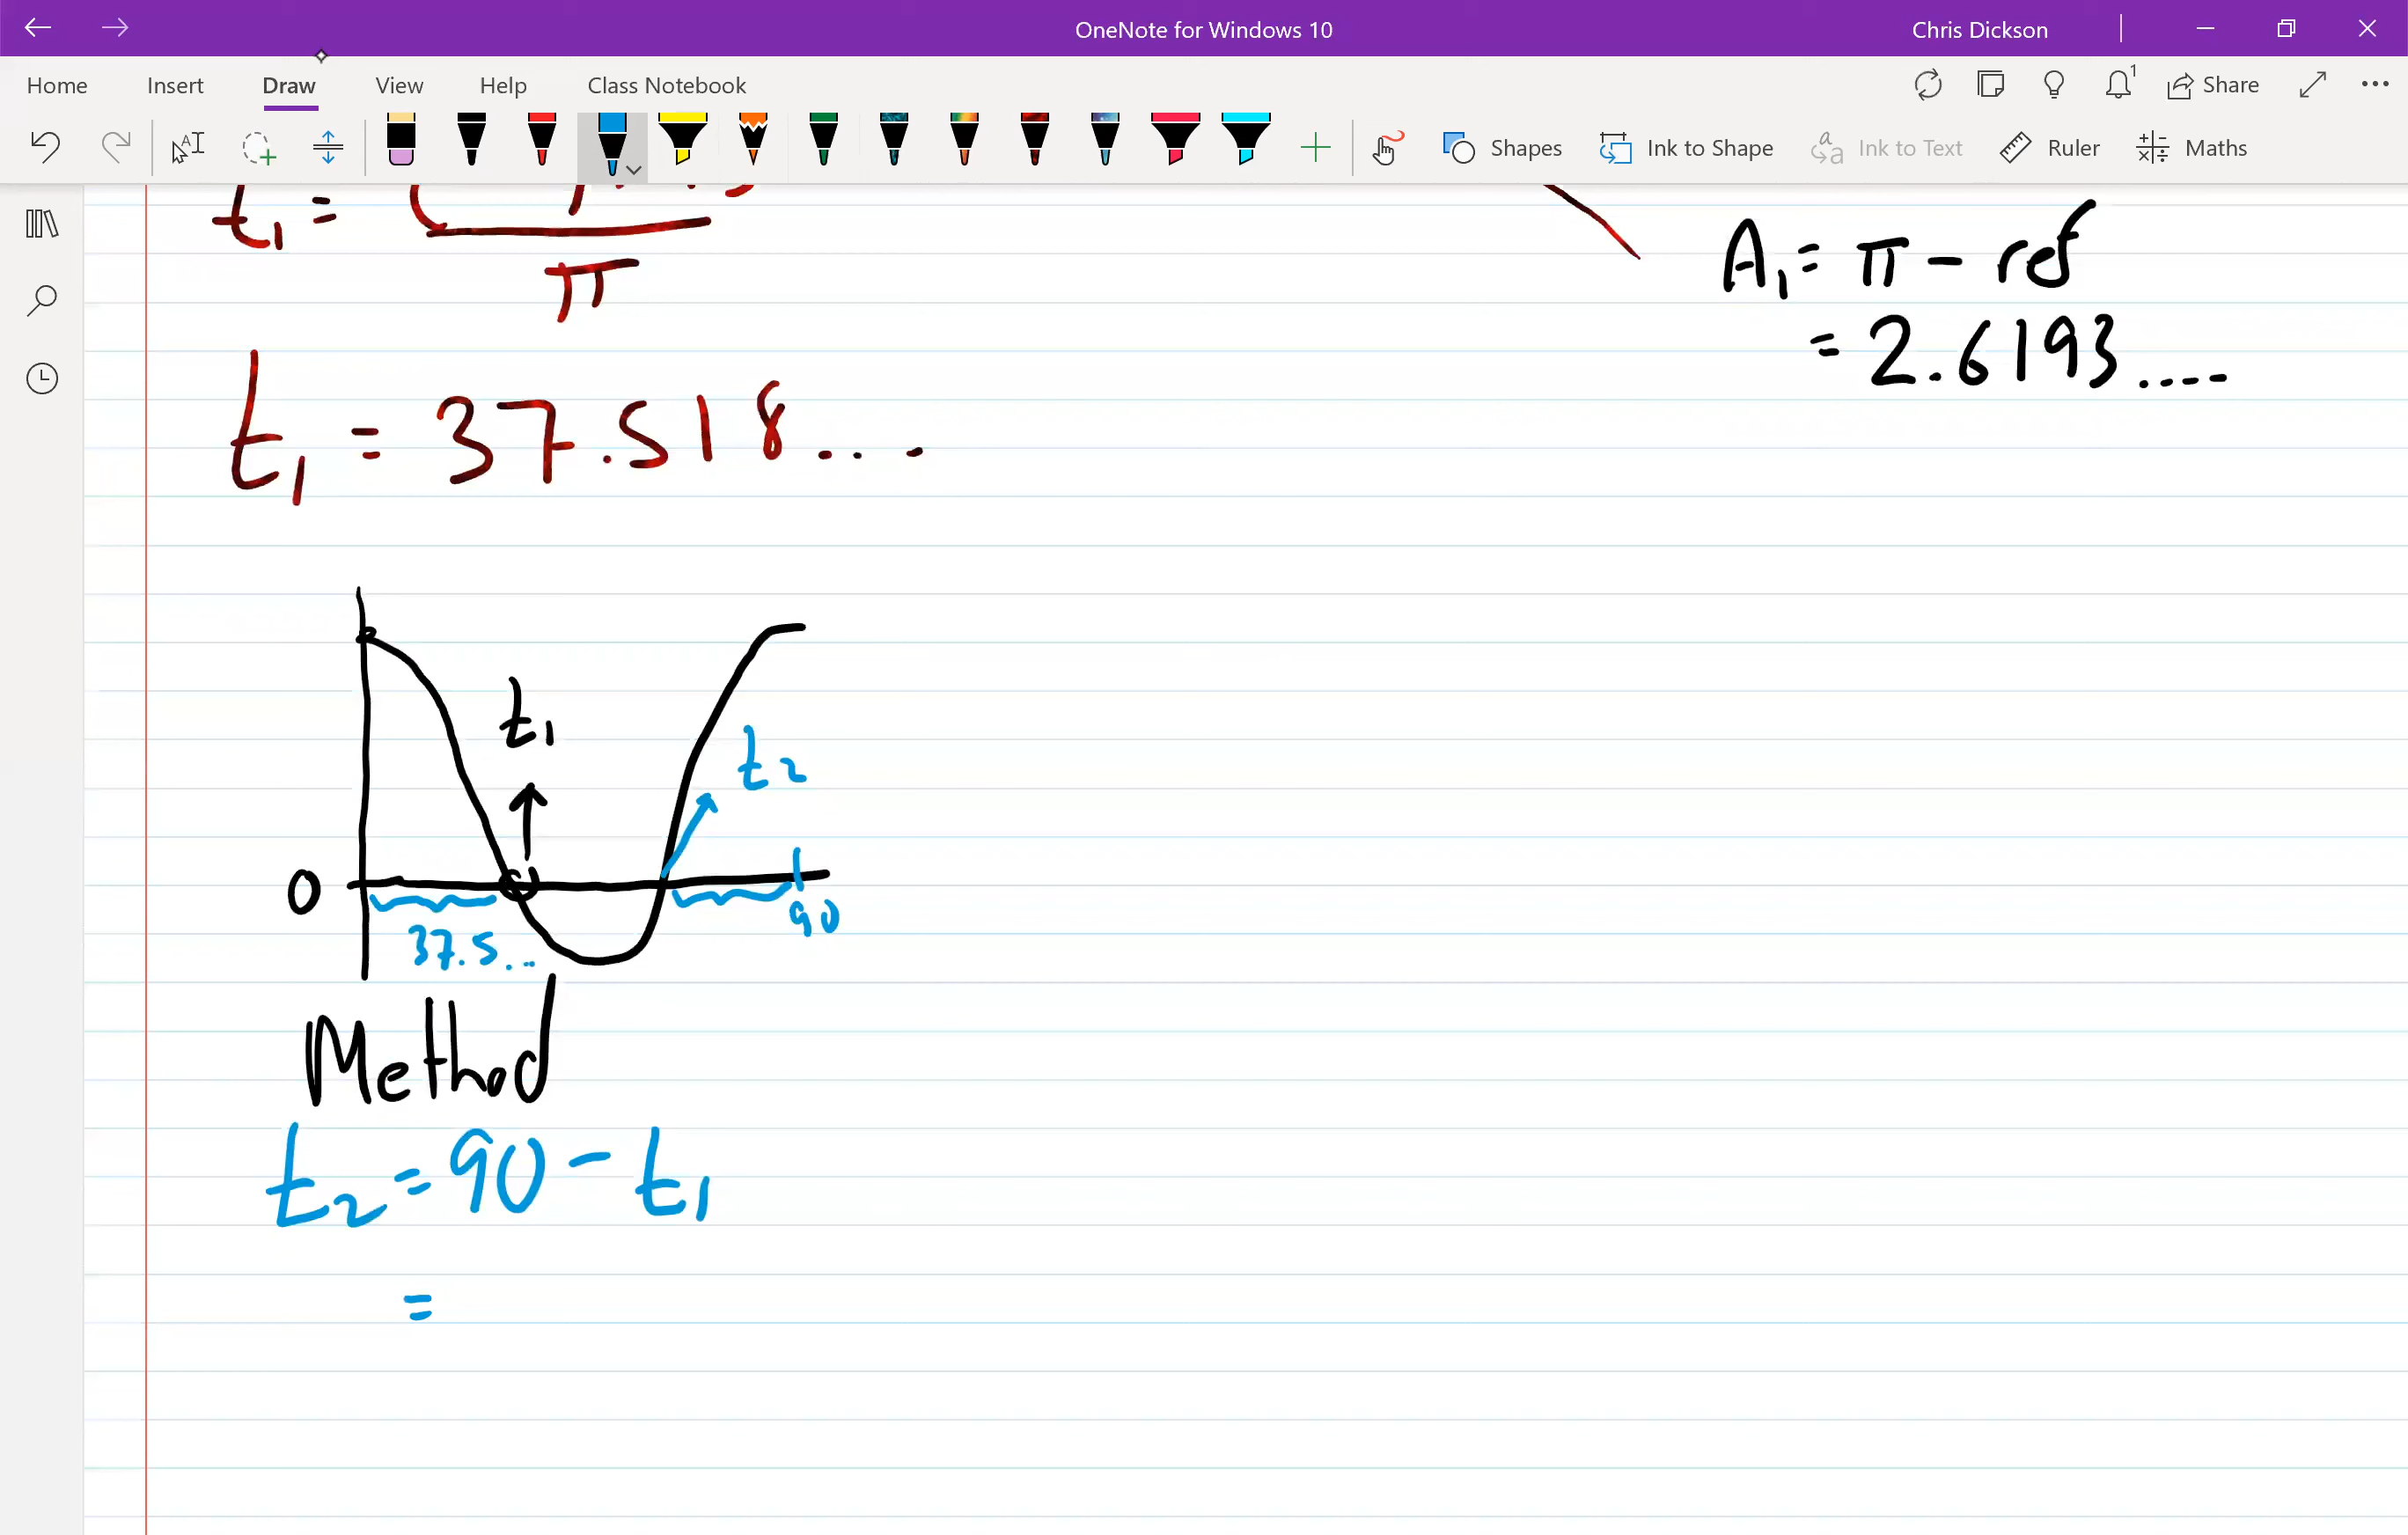 OneNote for Windows 10
Chris Dickson
Home Insert Draw View Help Class Notebook
1 Share
Shapes Ink to Shape Ink to Text Ruler Maths
t₁ =
π
A₁ = π - ref
= 2.6193....
t₁ = 37.518...
t₁
t₂
0
90
37.5...
Method
t₂ = 90 - t₁
=